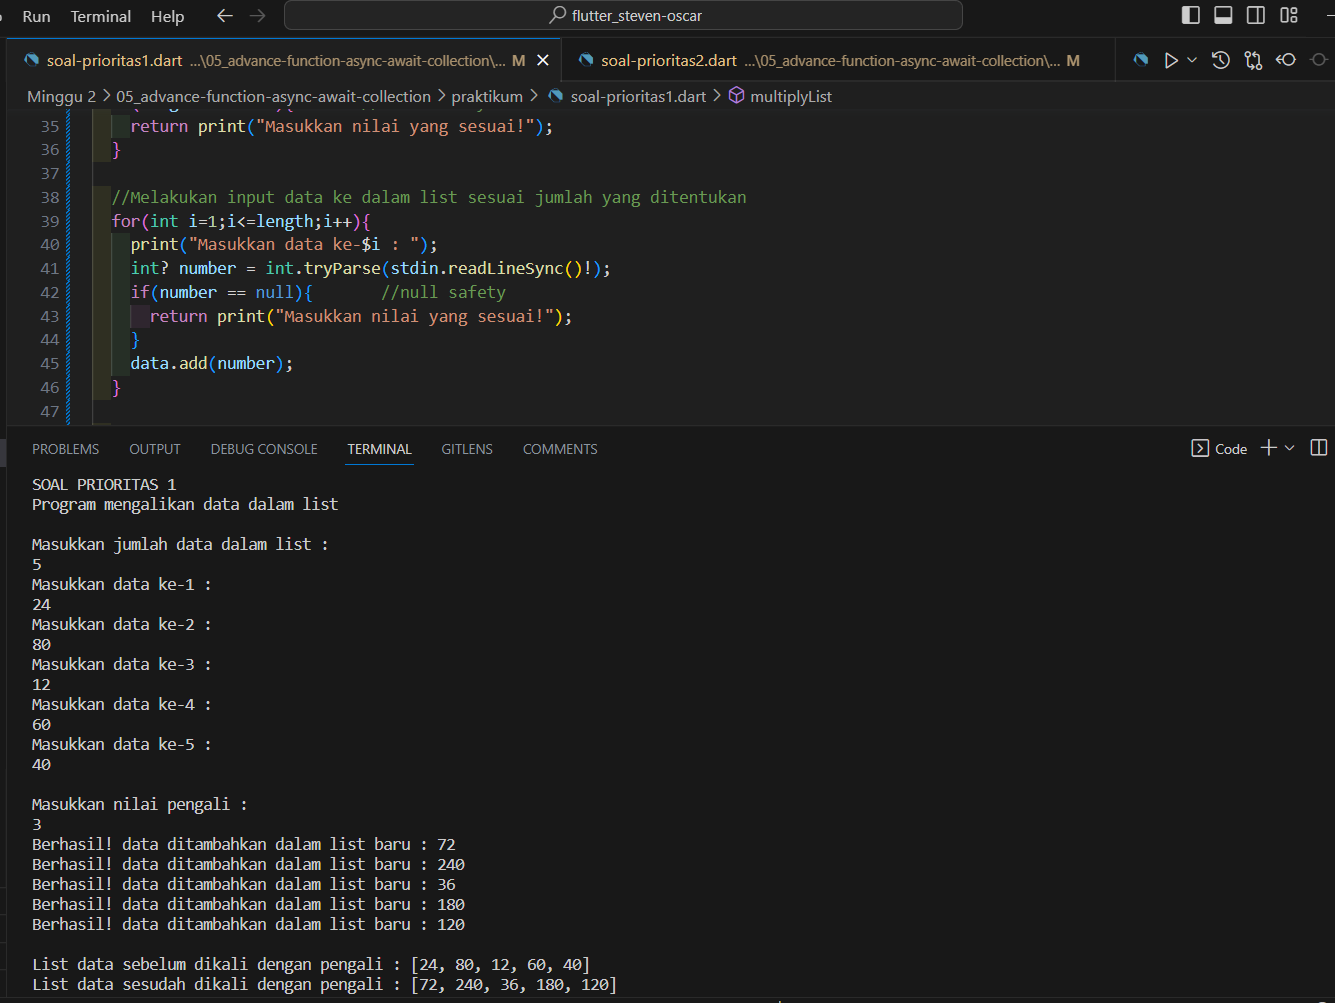 Run Terminal Help flutter_steven-oscar
soal-prioritas1.dart ...\05_advance-function-async-await-collection\... M soal-prioritas2.dart ...\05_advance-function-async-await-collection\... M
Minggu 2 > 05_advance-function-async-await-collection > praktikum > soal-prioritas1.dart > multiplyList
35 return print("Masukkan nilai yang sesuai!");
36 }
37
38 //Melakukan input data ke dalam list sesuai jumlah yang ditentukan
39 for(int i=1;i<=length;i++){
40 print("Masukkan data ke-$i : ");
41 int? number = int.tryParse(stdin.readLineSync()!);
42 if(number == null){ //null safety
43 return print("Masukkan nilai yang sesuai!");
44 }
45 data.add(number);
46 }
47
PROBLEMS OUTPUT DEBUG CONSOLE TERMINAL GITLENS COMMENTS Code
SOAL PRIORITAS 1
Program mengalikan data dalam list
Masukkan jumlah data dalam list :
5
Masukkan data ke-1 :
24
Masukkan data ke-2 :
80
Masukkan data ke-3 :
12
Masukkan data ke-4 :
60
Masukkan data ke-5 :
40
Masukkan nilai pengali :
3
Berhasil! data ditambahkan dalam list baru : 72
Berhasil! data ditambahkan dalam list baru : 240
Berhasil! data ditambahkan dalam list baru : 36
Berhasil! data ditambahkan dalam list baru : 180
Berhasil! data ditambahkan dalam list baru : 120
List data sebelum dikali dengan pengali : [24, 80, 12, 60, 40]
List data sesudah dikali dengan pengali : [72, 240, 36, 180, 120]